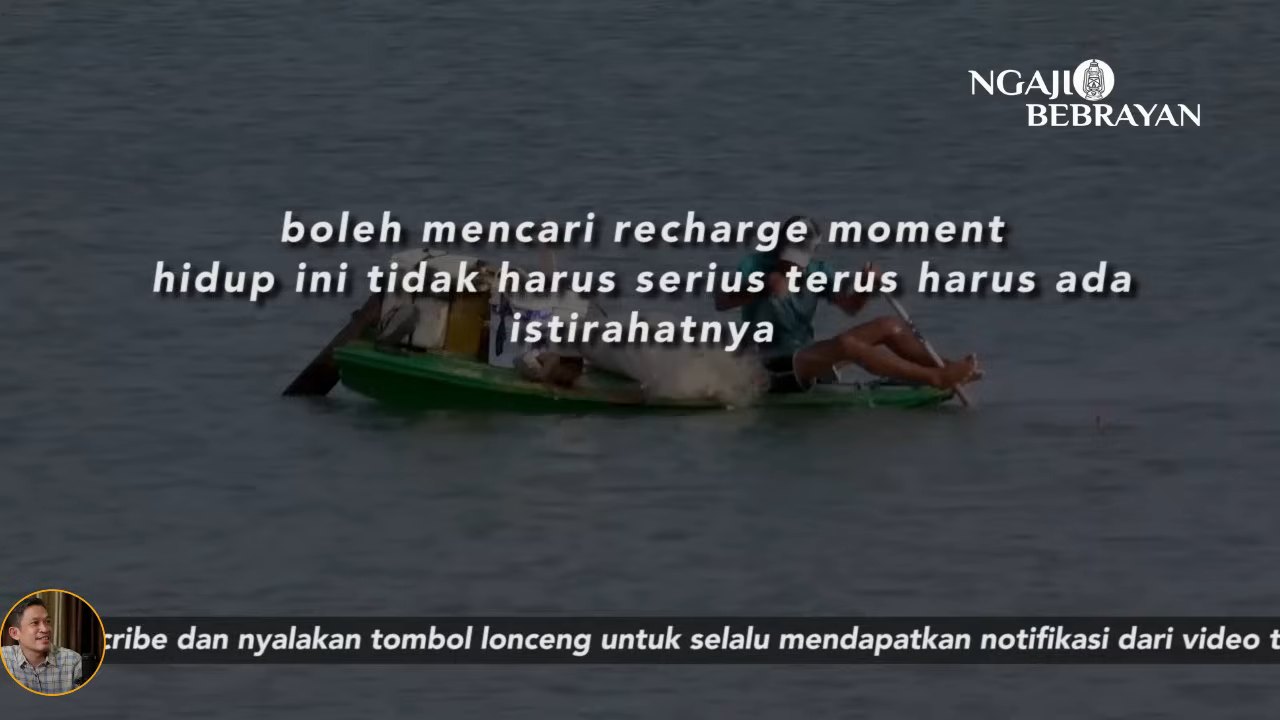 NGAJI
BEBRAYAN
boleh mencari recharge moment
hidup ini tidak harus serius terus harus ada
istirahatnya
cribe dan nyalakan tombol lonceng untuk selalu mendapatkan notifikasi dari video t